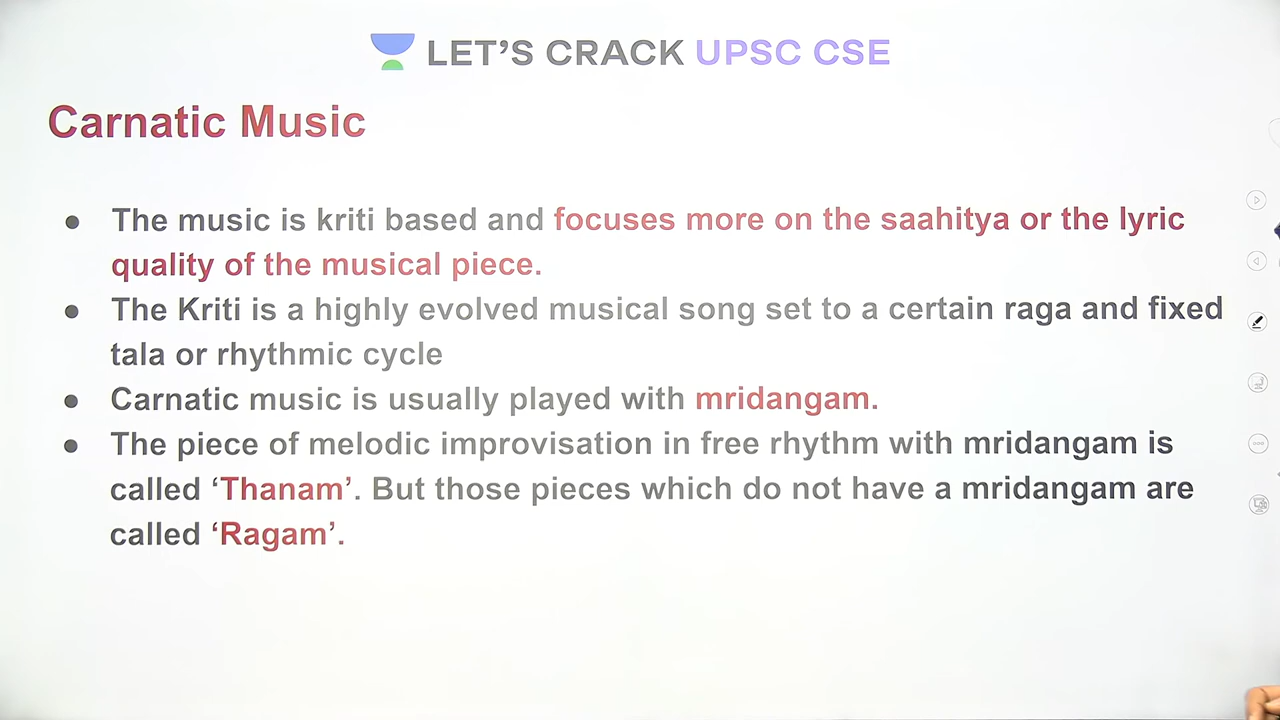 LET'S CRACK UPSC CSE
Carnatic Music
● The music is kriti based and focuses more on the saahitya or the lyric
quality of the musical piece.
● The Kriti is a highly evolved musical song set to a certain raga and fixed
tala or rhythmic cycle
● Carnatic music is usually played with mridangam.
● The piece of melodic improvisation in free rhythm with mridangam is
called ‘Thanam’. But those pieces which do not have a mridangam are
called ‘Ragam’.